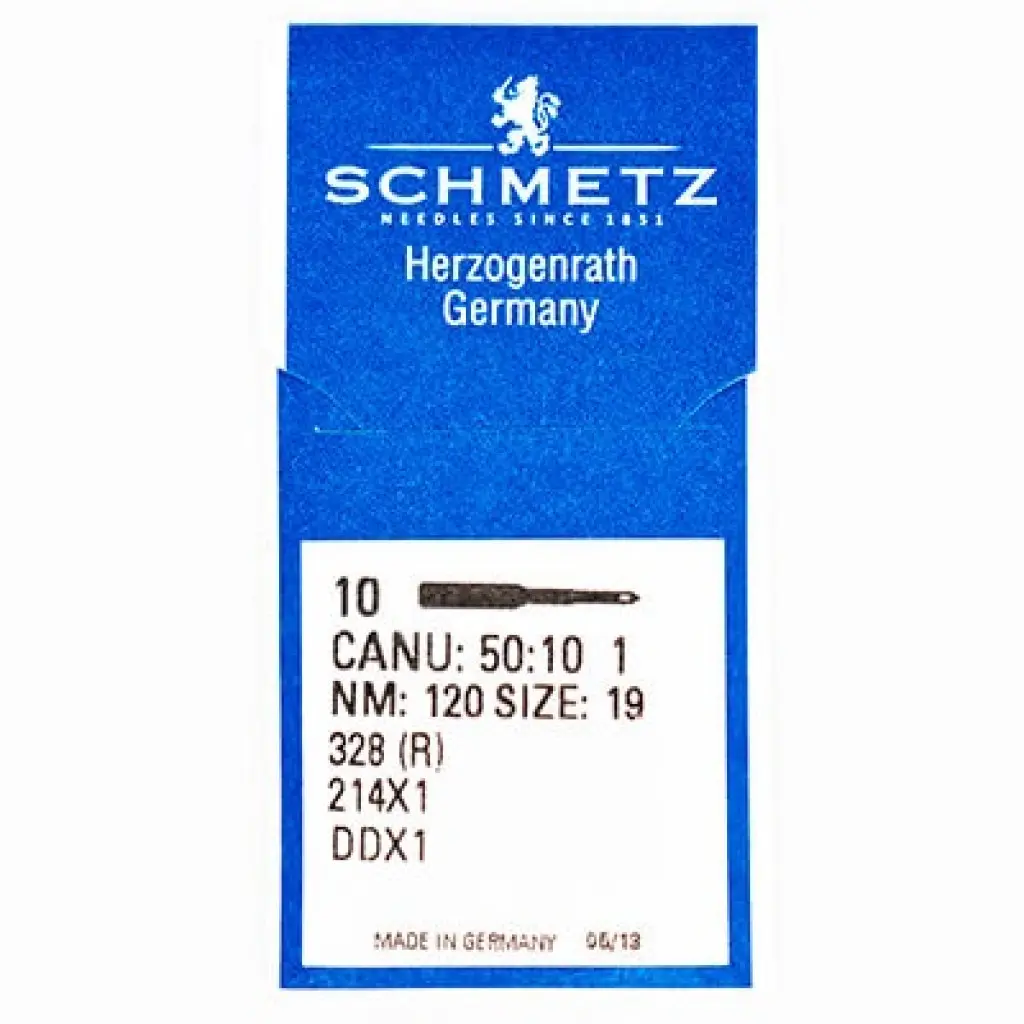 SCHMETZ
NEEDLES SINCE 1851
Herzogenrath
Germany
10
CANU: 50:10 1
NM: 120 SIZE: 19
328 (R)
214X1
DDX1
MADE IN GERMANY 06/13